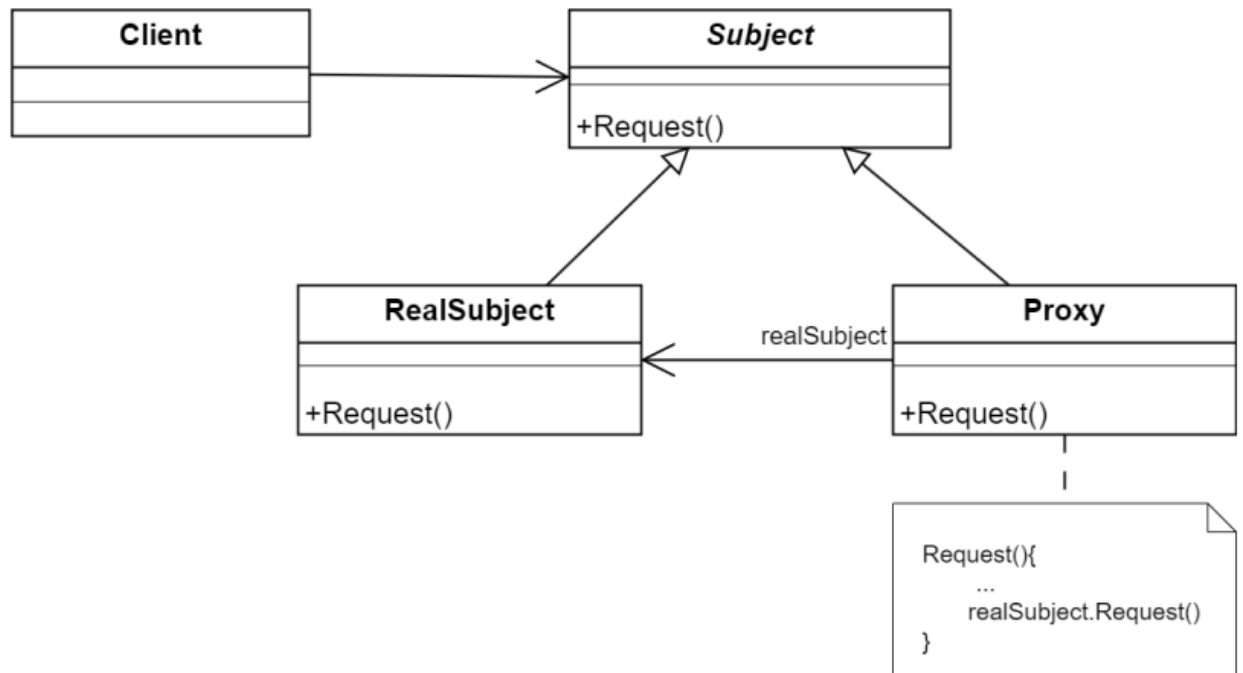 Client
Subject
+Request()
RealSubject
realSubject
Proxy
+Request()
+Request()
Request(){
...
realSubject.Request()
}